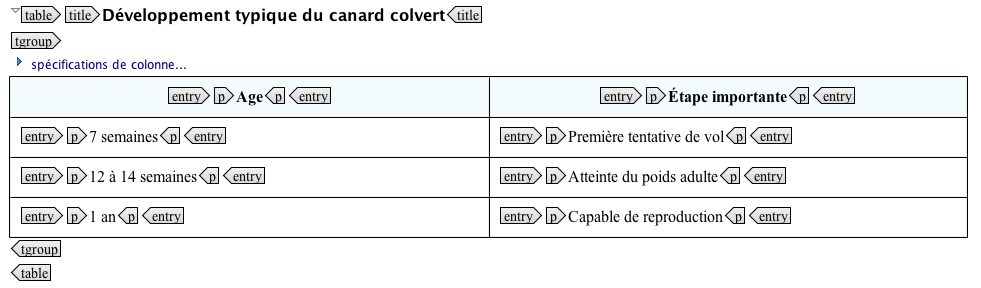 table title Développement typique du canard colvert title
tgroup
spécifications de colonne...
entry p Age p entry entry p Étape importante p entry
entry p 7 semaines p entry entry p Première tentative de vol p entry
entry p 12 à 14 semaines p entry entry p Atteinte du poids adulte p entry
entry p 1 an p entry entry p Capable de reproduction p entry
tgroup
table